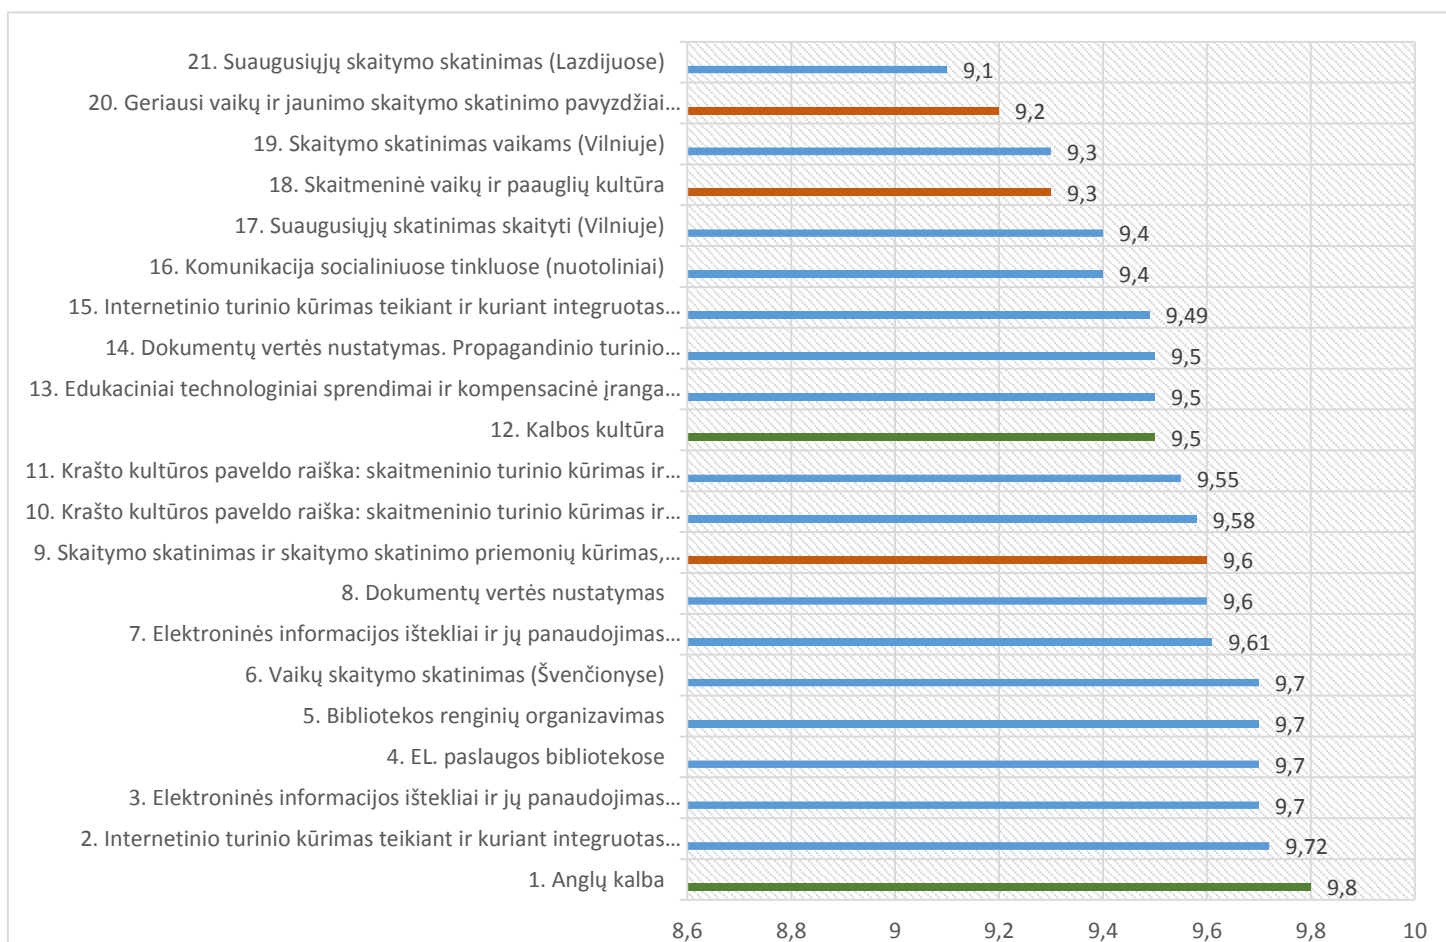 21. Suaugusiųjų skaitymo skatinimas (Lazdijuose) 9,1
20. Geriausi vaikų ir jaunimo skaitymo skatinimo pavyzdžiai... 9,2
19. Skaitymo skatinimas vaikams (Vilniuje) 9,3
18. Skaitmeninė vaikų ir paauglių kultūra 9,3
17. Suaugusiųjų skatinimas skaityti (Vilniuje) 9,4
16. Komunikacija socialiniuose tinkluose (nuotoliniai) 9,4
15. Internetinio turinio kūrimas teikiant ir kuriant integruotas... 9,49
14. Dokumentų vertės nustatymas. Propagandinio turinio... 9,5
13. Edukaciniai technologiniai sprendimai ir kompensacinė įranga... 9,5
12. Kalbos kultūra 9,5
11. Krašto kultūros paveldo raiška: skaitmeninio turinio kūrimas ir... 9,55
10. Krašto kultūros paveldo raiška: skaitmeninio turinio kūrimas ir... 9,58
9. Skaitymo skatinimas ir skaitymo skatinimo priemonių kūrimas,... 9,6
8. Dokumentų vertės nustatymas 9,6
7. Elektroninės informacijos ištekliai ir jų panaudojimas... 9,61
6. Vaikų skaitymo skatinimas (Švenčionyse) 9,7
5. Bibliotekos renginių organizavimas 9,7
4. EL. paslaugos bibliotekose 9,7
3. Elektroninės informacijos ištekliai ir jų panaudojimas... 9,7
2. Internetinio turinio kūrimas teikiant ir kuriant integruotas... 9,72
1. Anglų kalba 9,8
8,6 8,8 9 9,2 9,4 9,6 9,8 10